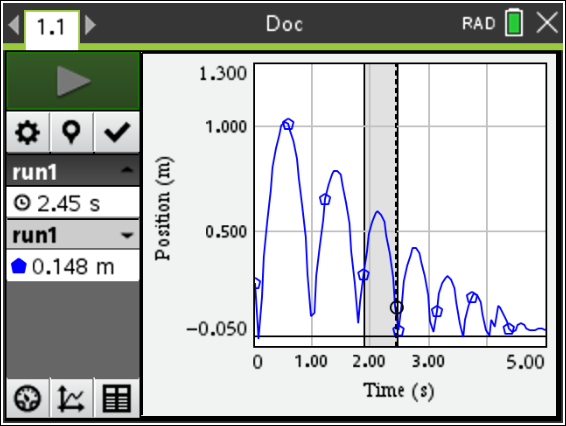 1.1 Doc RAD
run1
2.45 s
run1
0.148 m
1.300
1.000
0.500
−0.050
Position (m)
0 1.00 2.00 3.00 5.00
Time (s)